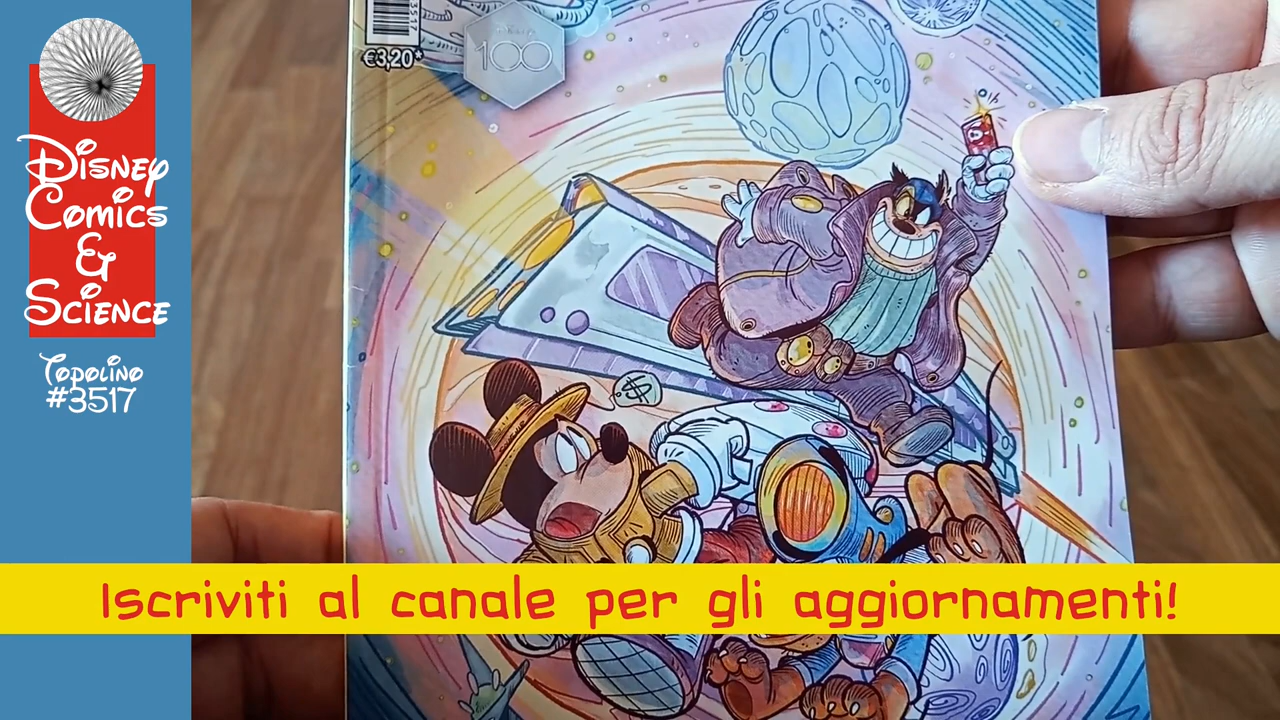 DISNEY
COMICS
&
SCIENCE
Topolino
#3517
€3,20*
100
$
Iscriviti al canale per gli aggiornamenti!